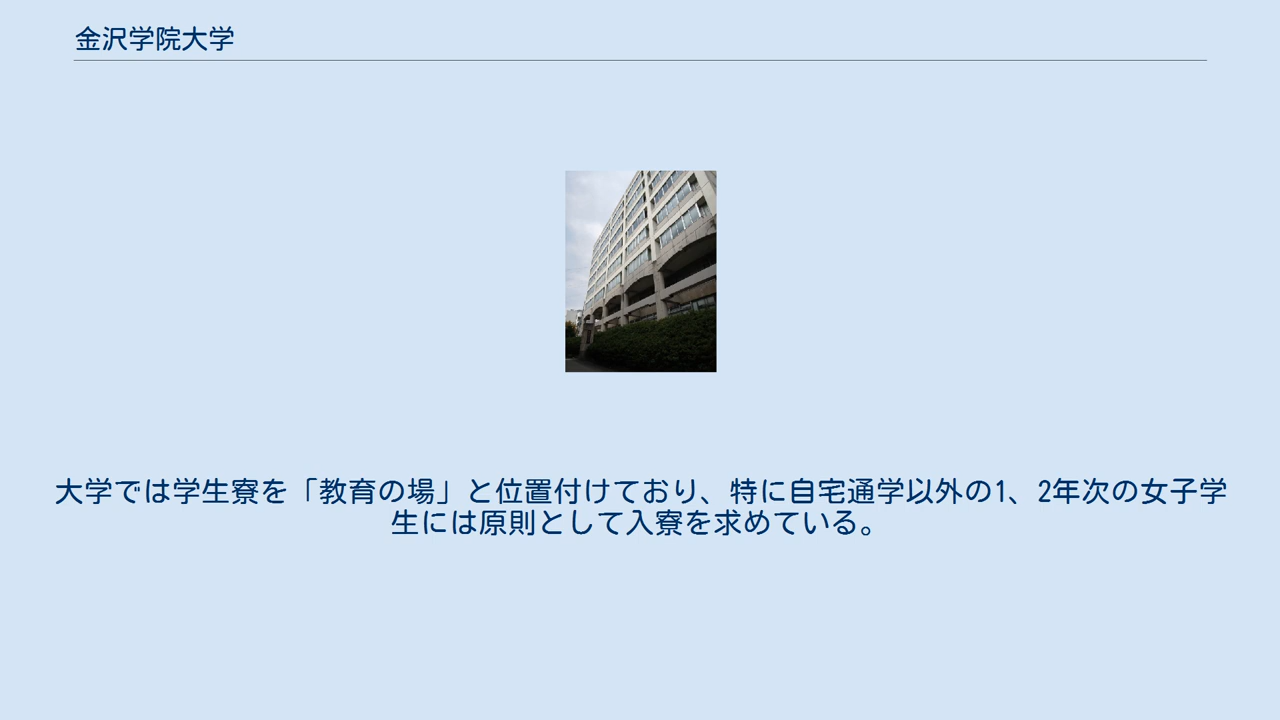 金沢学院大学
大学では学生寮を「教育の場」と位置付けており、特に自宅通学以外の1、2年次の女子学
生には原則として入寮を求めている。